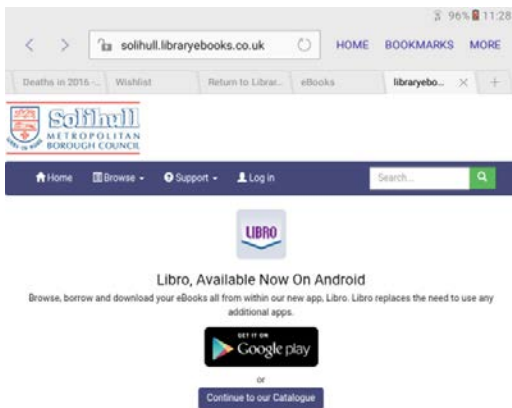 96% 11:28
solihull.libraryebooks.co.uk HOME BOOKMARKS MORE
Deaths in 2016 -... Wishlist Return to Librar... eBooks libraryebo...
Solihull
METROPOLITAN
BOROUGH COUNCIL
Home Browse Support Log in Search...
LIBRO
Libro, Available Now On Android
Browse, borrow and download your eBooks all from within our new app, Libro. Libro replaces the need to use any
additional apps.
GET IT ON
Google play
or
Continue to our Catalogue